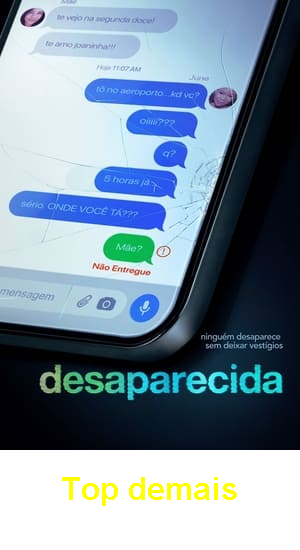 Mãe
te vejo na segunda doce!
te amo joaninha!!!
Hoje 11:07 AM
June
tô no aeroporto...kd vc?
oiiiii???
q?
5 horas já...
sério. ONDE VOCÊ TÁ???
Mãe?
Não Entregue
mensagem
ninguém desaparece
sem deixar vestígios
desaparecida
Top demais